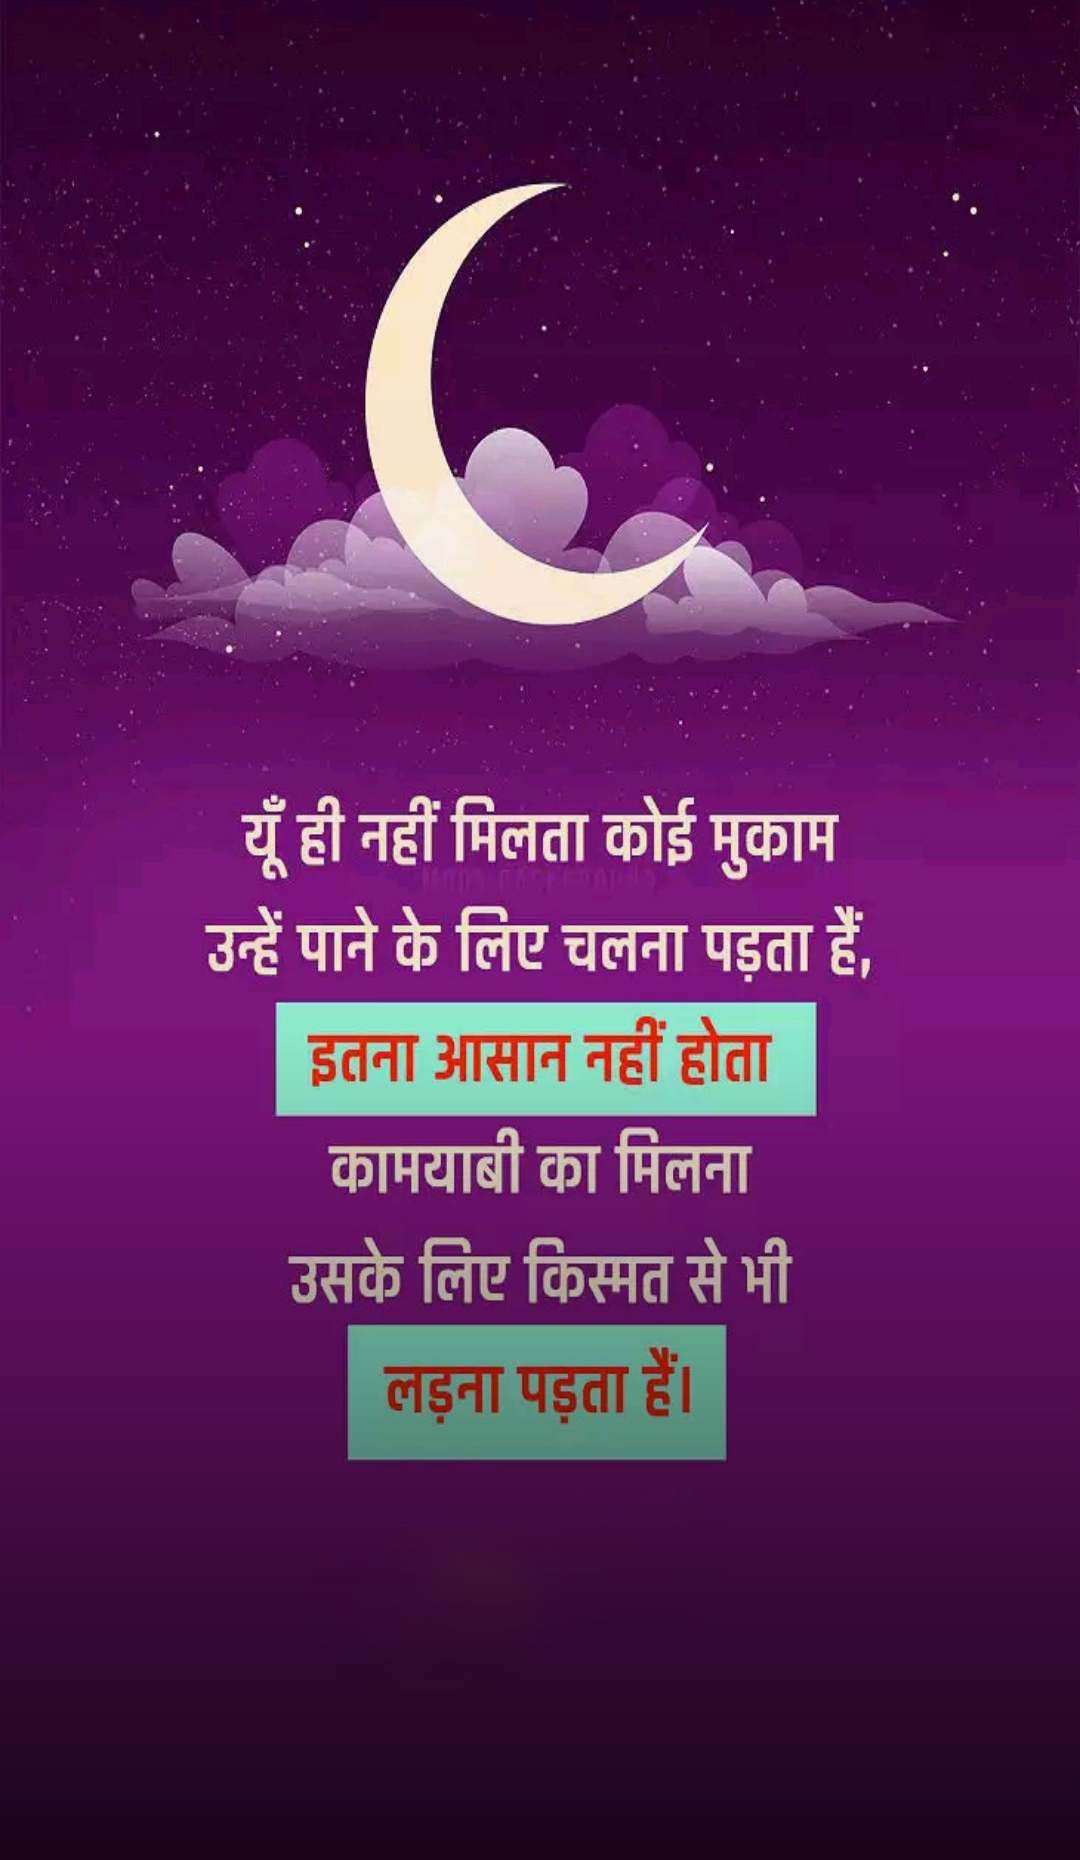 यूँ ही नहीं मिलता कोई मुकाम
उन्हें पाने के लिए चलना पड़ता हैं,
इतना आसान नहीं होता
कामयाबी का मिलना
उसके लिए किस्मत से भी
लड़ना पड़ता हैं।